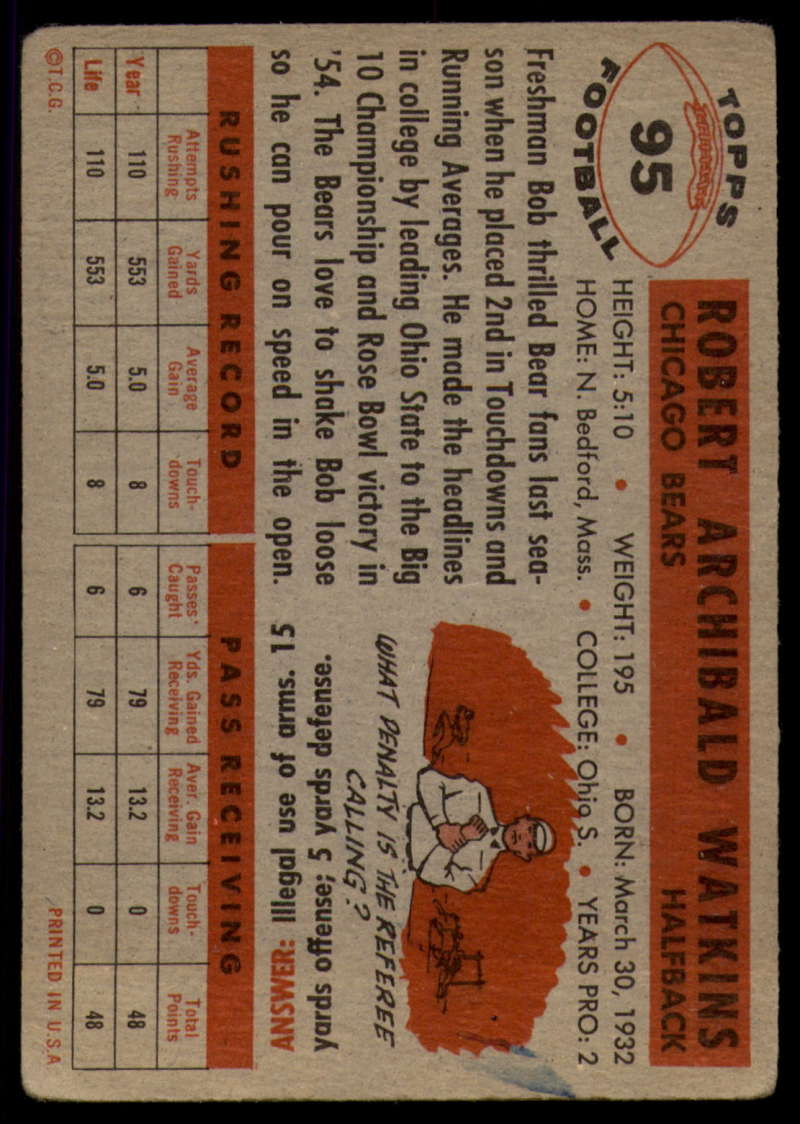 TOPPS
95
FOOTBALL
ROBERT ARCHIBALD WATKINS
CHICAGO BEARS HALFBACK
HEIGHT: 5:10 • WEIGHT: 195 • BORN: March 30, 1932
HOME: N. Bedford, Mass. • COLLEGE: Ohio S. • YEARS PRO: 2
Freshman Bob thrilled Bear fans last sea-
son when he placed 2nd in Touchdowns and
Running Averages. He made the headlines
in college by leading Ohio State to the Big
10 Championship and Rose Bowl victory in
'54. The Bears love to shake Bob loose
so he can pour on speed in the open.
WHAT PENALTY IS THE REFEREE
CALLING?
ANSWER: Illegal use of arms. 15
yards offense; 5 yards defense.
RUSHING RECORD PASS RECEIVING
Attempts Rushing Yards Gained Average Gain Touch-downs Passes Caught Yds. Gained Receiving Aver. Gain Receiving Touch-downs Total Points
Year 110 553 5.0 8 6 79 13.2 0 48
Life 110 553 5.0 8 6 79 13.2 0 48
©T.C.G. PRINTED IN U.S.A